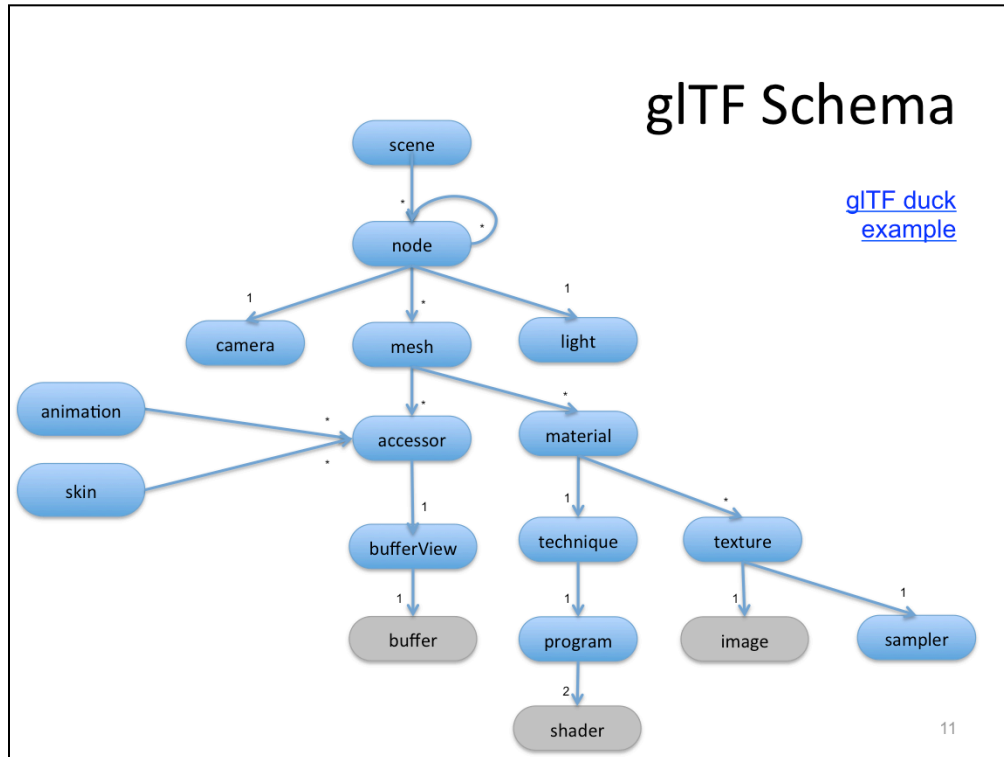 glTF Schema
glTF duck
example
scene
*
node
*
1
*
1
camera
mesh
light
*
*
animation
*
accessor
material
*
skin
1
1
*
bufferView
technique
texture
1
1
1
1
buffer
program
image
sampler
2
shader
11